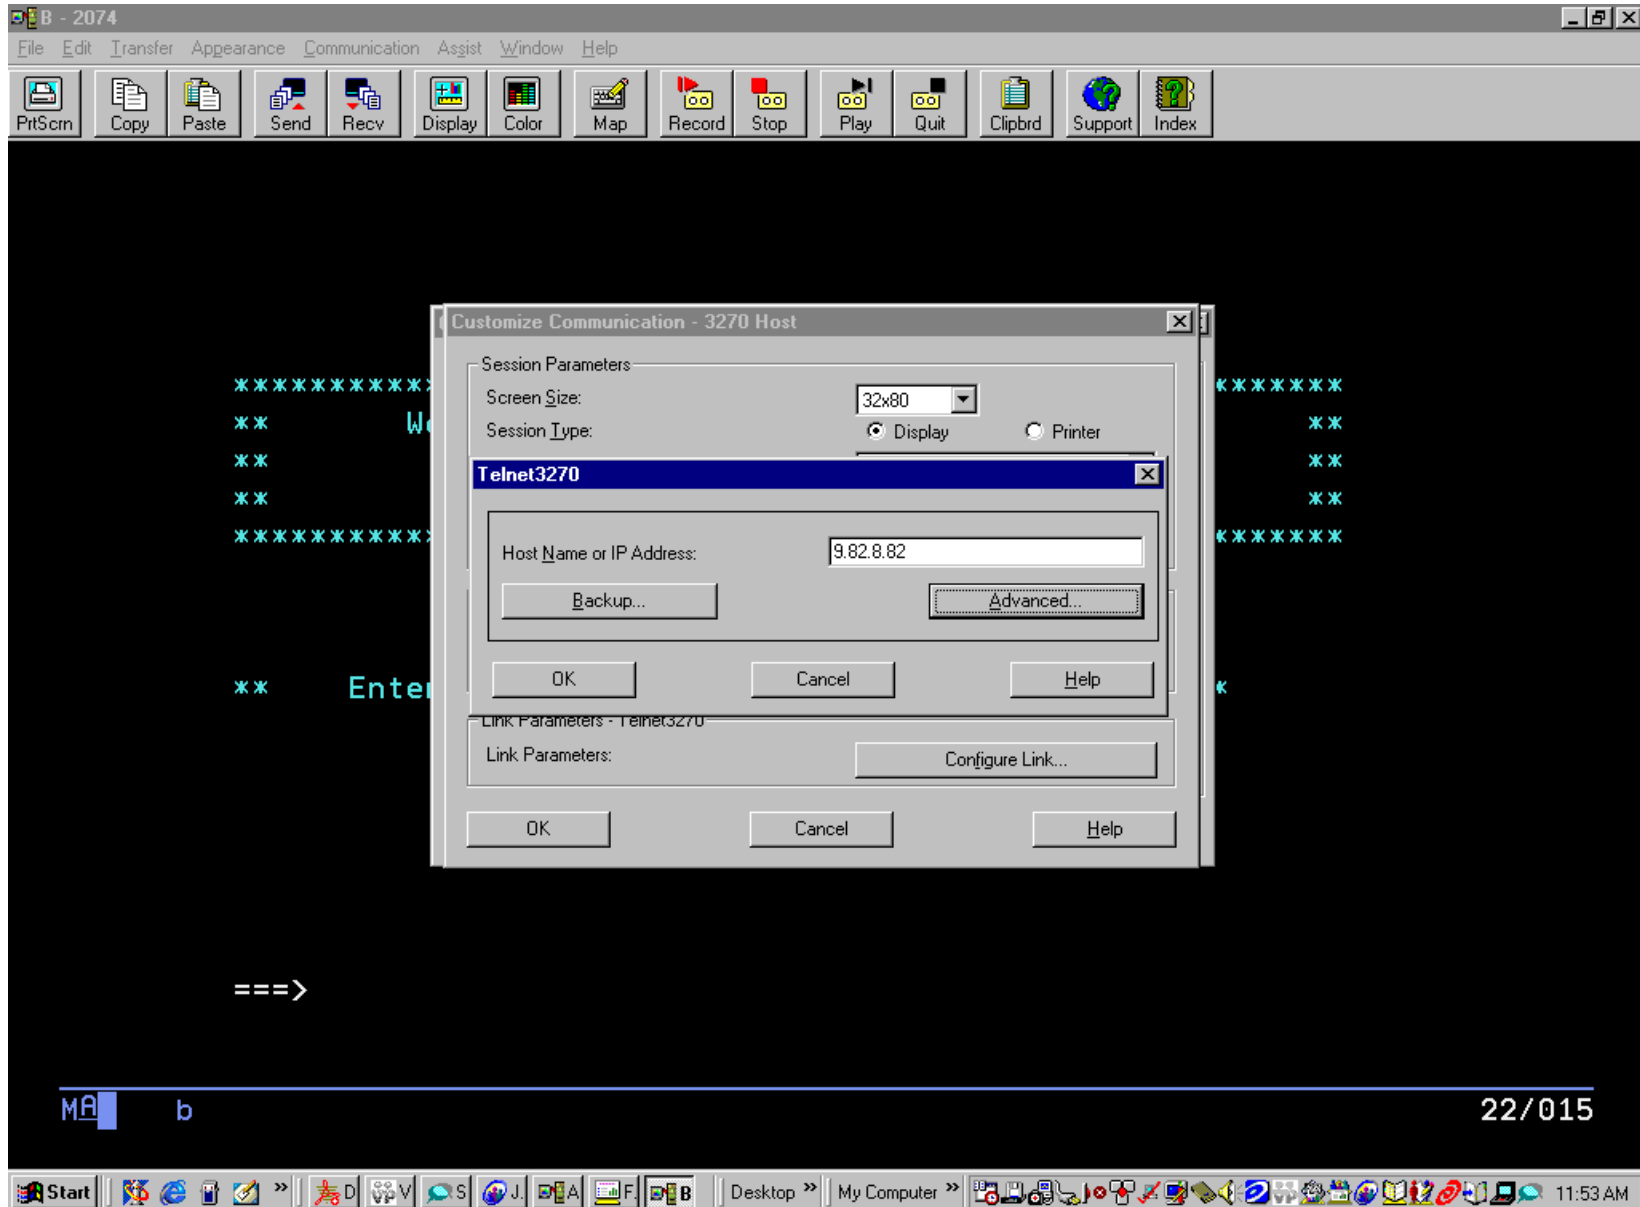 B - 2074
File Edit Transfer Appearance Communication Assist Window Help
PrtScrn Copy Paste Send Recv Display Color Map Record Stop Play Quit Clipbrd Support Index
Customize Communication - 3270 Host
Session Parameters
Screen Size: 32x80
Session Type: Display Printer
Telnet3270
Host Name or IP Address: 9.82.8.82
Backup... Advanced...
OK Cancel Help
** Enter
Link Parameters - Telnet3270
Link Parameters: Configure Link...
OK Cancel Help
===>
MA b 22/015
Start D V S J. A F. B Desktop » My Computer » 11:53 AM